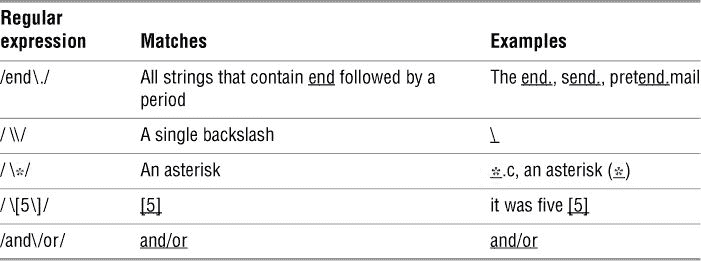 Regular
expression Matches Examples
/end\./ All strings that contain end followed by a
period The end., send., pretend.mail
/ \\/ A single backslash \
/ \*/ An asterisk *.c, an asterisk (*)
/ \[5\]/ [5] it was five [5]
/and\/or/ and/or and/or